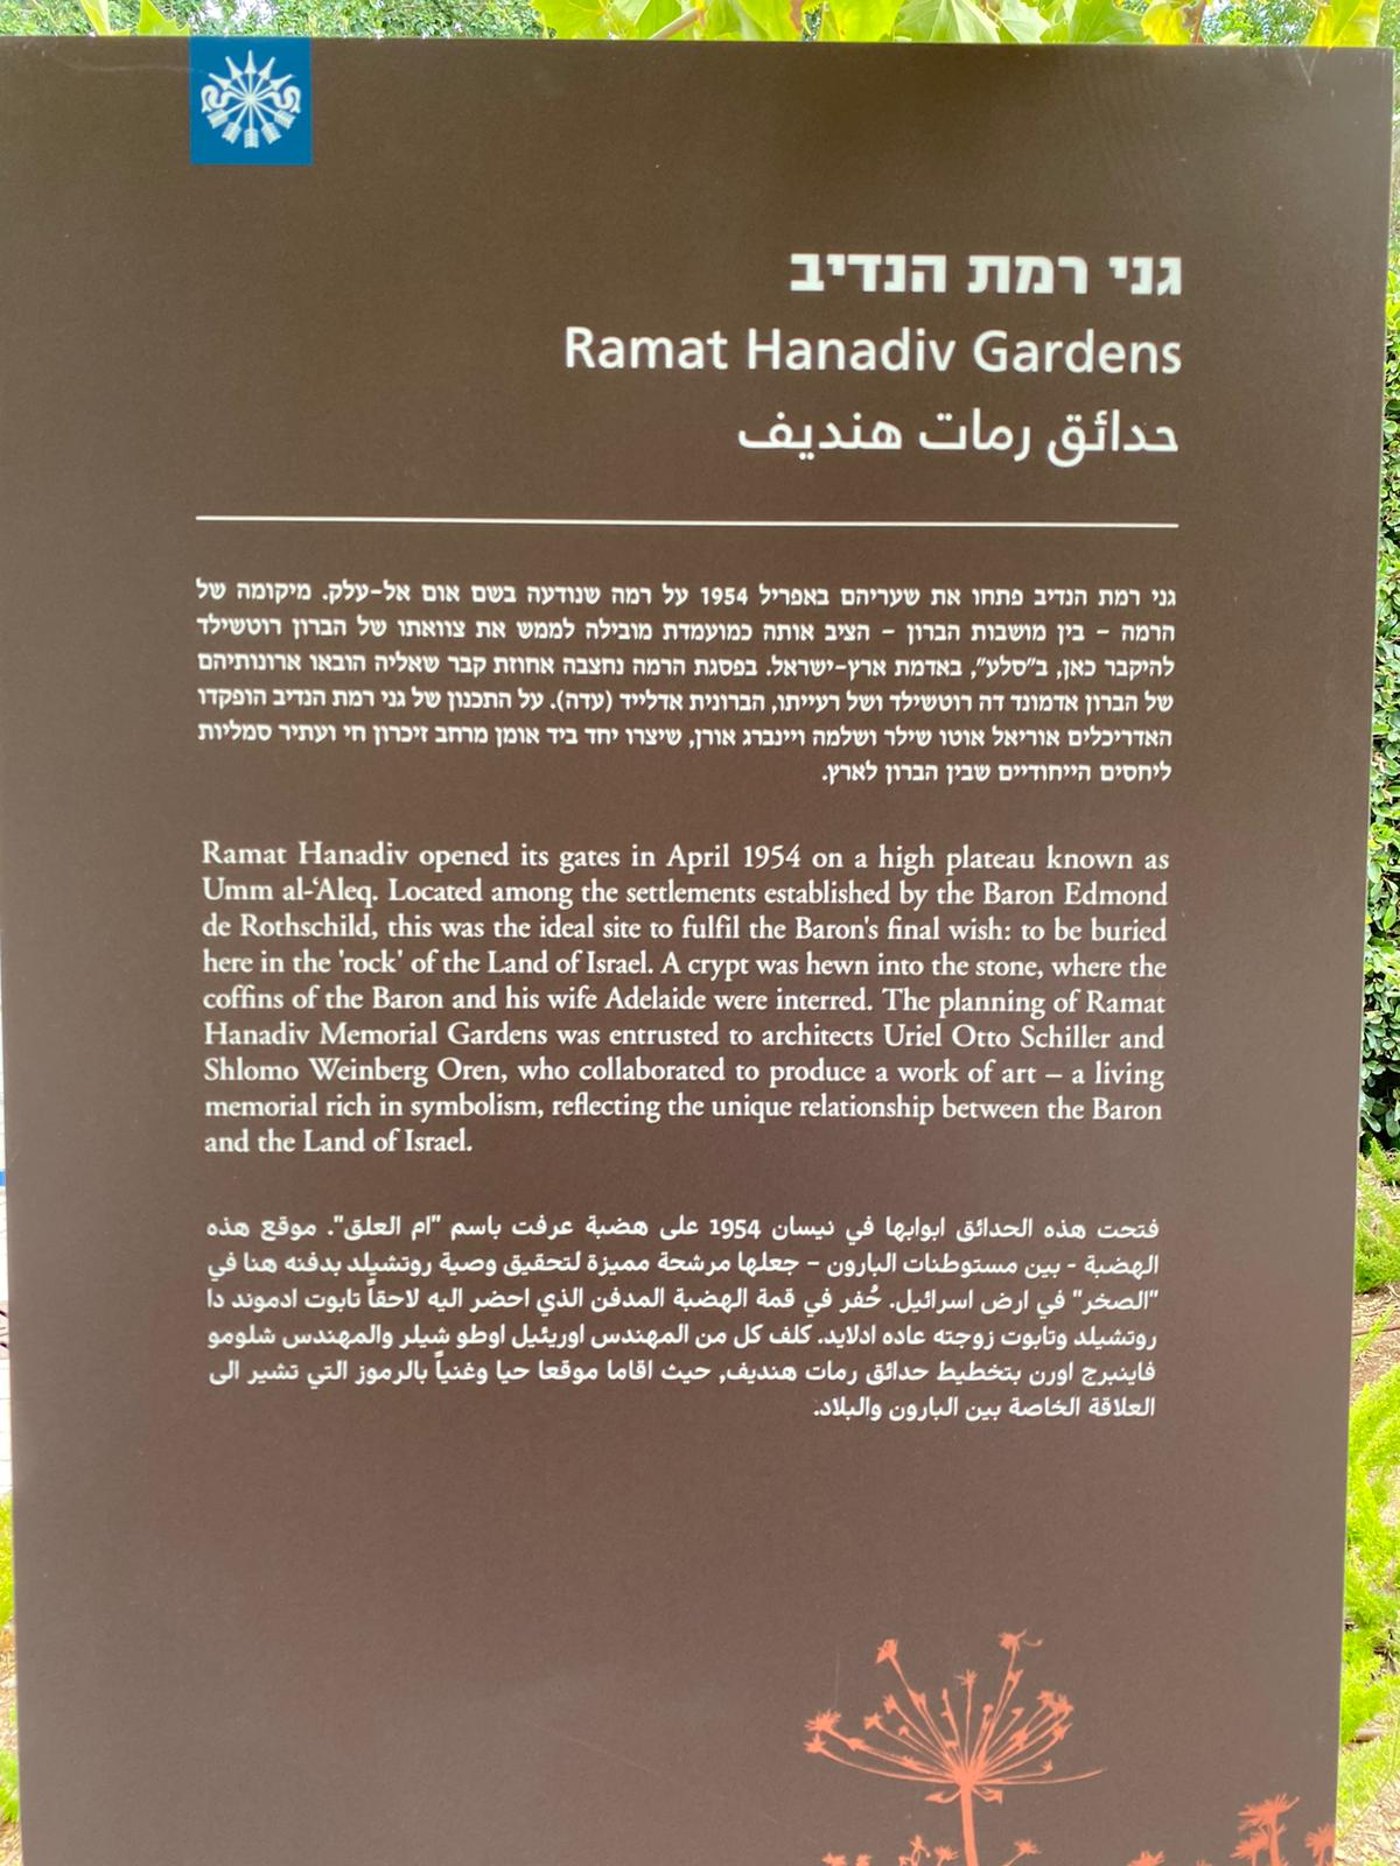 גני רמת הנדיב
Ramat Hanadiv Gardens
حدائق رمات هنديف
גני רמת הנדיב פתחו את שעריהם באפריל 1954 על רמה שנודעה בשם אום אל-עלק. מיקומה של
הרמה – בין מושבות הברון – הציב אותה כמועמדת מובילה לממש את צוואתו של הברון רוטשילד
להיקבר כאן, ב"סלע", באדמת ארץ-ישראל. בפסגת הרמה נחצבה אחוזת קבר שאליה הובאו ארונותיהם
של הברון אדמונד דה רוטשילד ושל רעייתו, הברונית אדלייד (עדה). על התכנון של גני רמת הנדיב הופקדו
האדריכלים אוריאל אוטו שילר ושלמה ויינברג אורן, שיצרו יחד ביד אומן מרחב זיכרון חי ועתיר סמליות
ליחסים הייחודיים שבין הברון לארץ.
Ramat Hanadiv opened its gates in April 1954 on a high plateau known as
Umm al-‘Aleq. Located among the settlements established by the Baron Edmond
de Rothschild, this was the ideal site to fulfil the Baron's final wish: to be buried
here in the 'rock' of the Land of Israel. A crypt was hewn into the stone, where the
coffins of the Baron and his wife Adelaide were interred. The planning of Ramat
Hanadiv Memorial Gardens was entrusted to architects Uriel Otto Schiller and
Shlomo Weinberg Oren, who collaborated to produce a work of art – a living
memorial rich in symbolism, reflecting the unique relationship between the Baron
and the Land of Israel.
فتحت هذه الحدائق ابوابها في نيسان 1954 على هضبة عرفت باسم "ام العلق". موقع هذه
الهضبة - بين مستوطنات البارون – جعلها مرشحة مميزة لتحقيق وصية روتشيلد بدفنه هنا في
"الصخر" في ارض اسرائيل. حُفر في قمة الهضبة المدفن الذي احضر اليه لاحقاً تابوت ادموند دا
روتشيلد وتابوت زوجته عاده ادلايد. كلف كل من المهندس اوريئيل اوطو شيلر والمهندس شلومو
فاينبرج اورن بتخطيط حدائق رمات هنديف, حيث اقاما موقعا حيا وغنياً بالرموز التي تشير الى
العلاقة الخاصة بين البارون والبلاد.